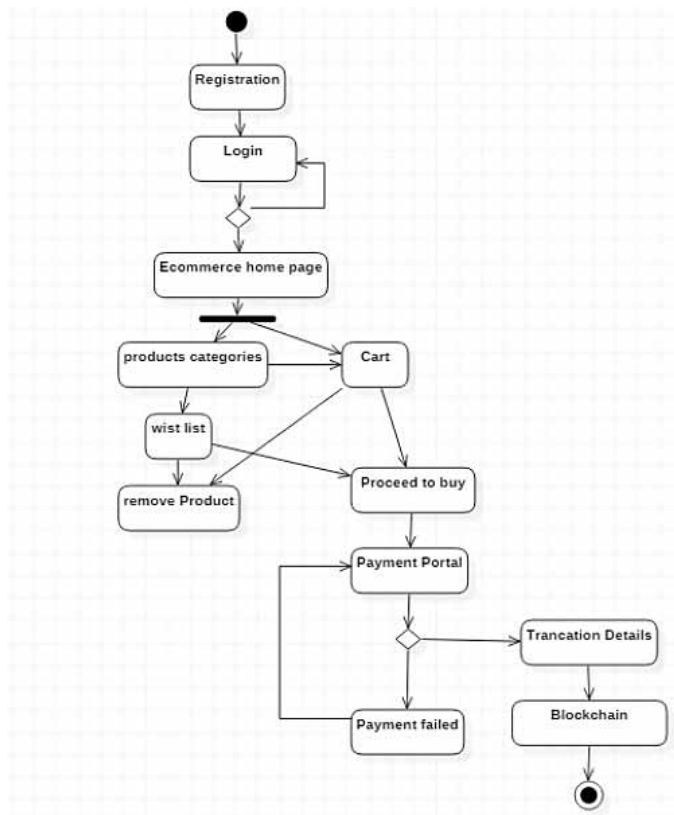 Registration
Login
Ecommerce home page
products categories
Cart
wist list
remove Product
Proceed to buy
Payment Portal
Trancation Details
Payment failed
Blockchain